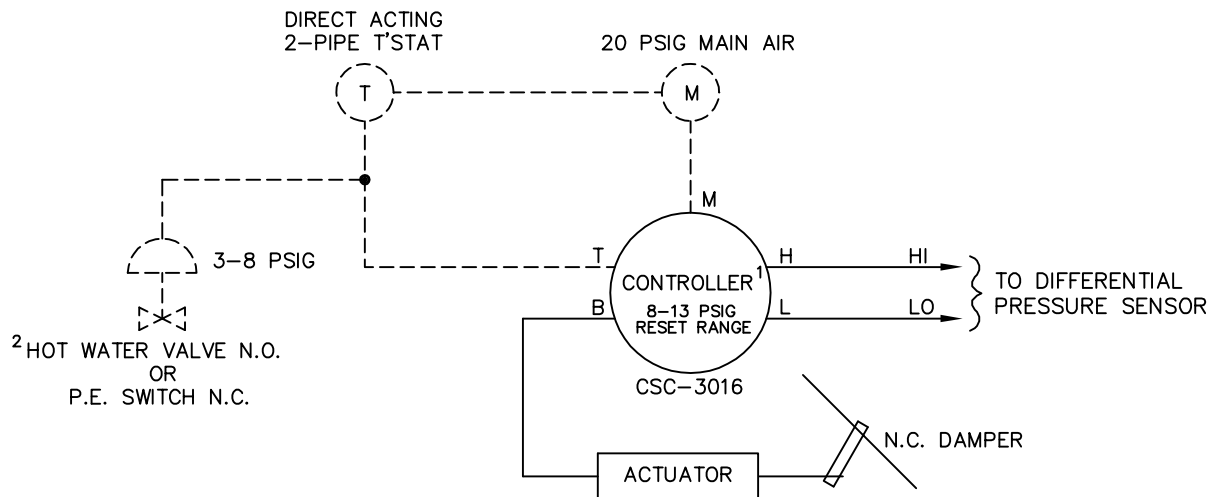 DIRECT ACTING
2-PIPE T'STAT
20 PSIG MAIN AIR
T
M
M
3-8 PSIG
T
H
HI
CONTROLLER¹
TO DIFFERENTIAL
PRESSURE SENSOR
B
8-13 PSIG
RESET RANGE
L
LO
²HOT WATER VALVE N.O.
OR
P.E. SWITCH N.C.
CSC-3016
N.C. DAMPER
ACTUATOR